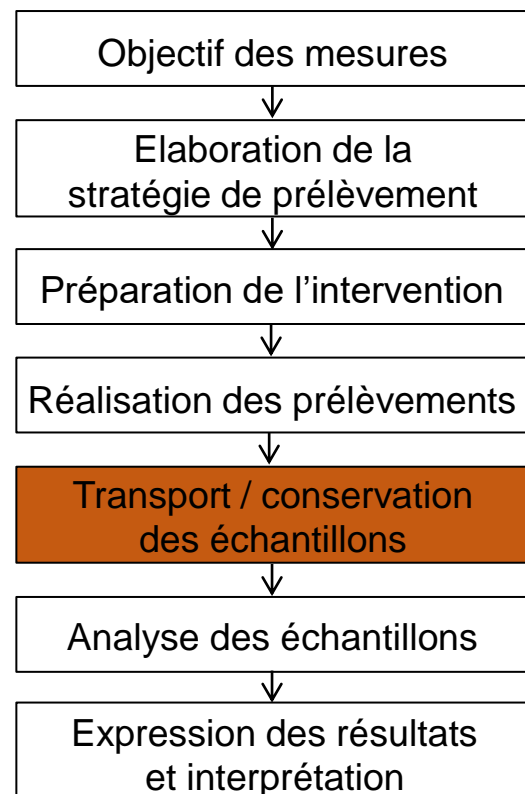 Objectif des mesures
Elaboration de la
stratégie de prélèvement
Préparation de l'intervention
Réalisation des prélèvements
Transport / conservation
des échantillons
Analyse des échantillons
Expression des résultats
et interprétation